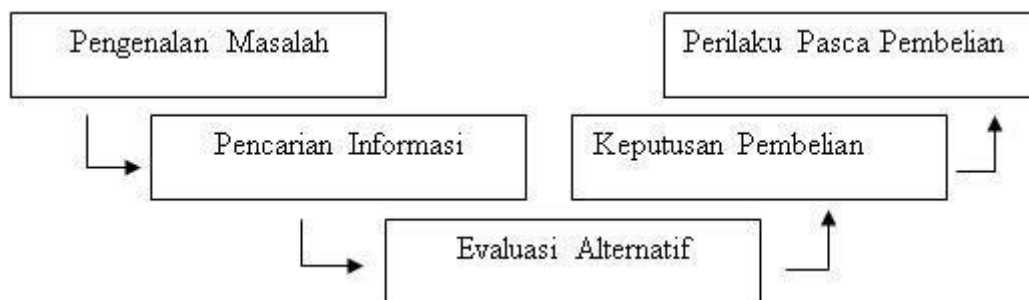 Pengenalan Masalah
Perilaku Pasca Pembelian
Pencarian Informasi
Keputusan Pembelian
Evaluasi Alternatif